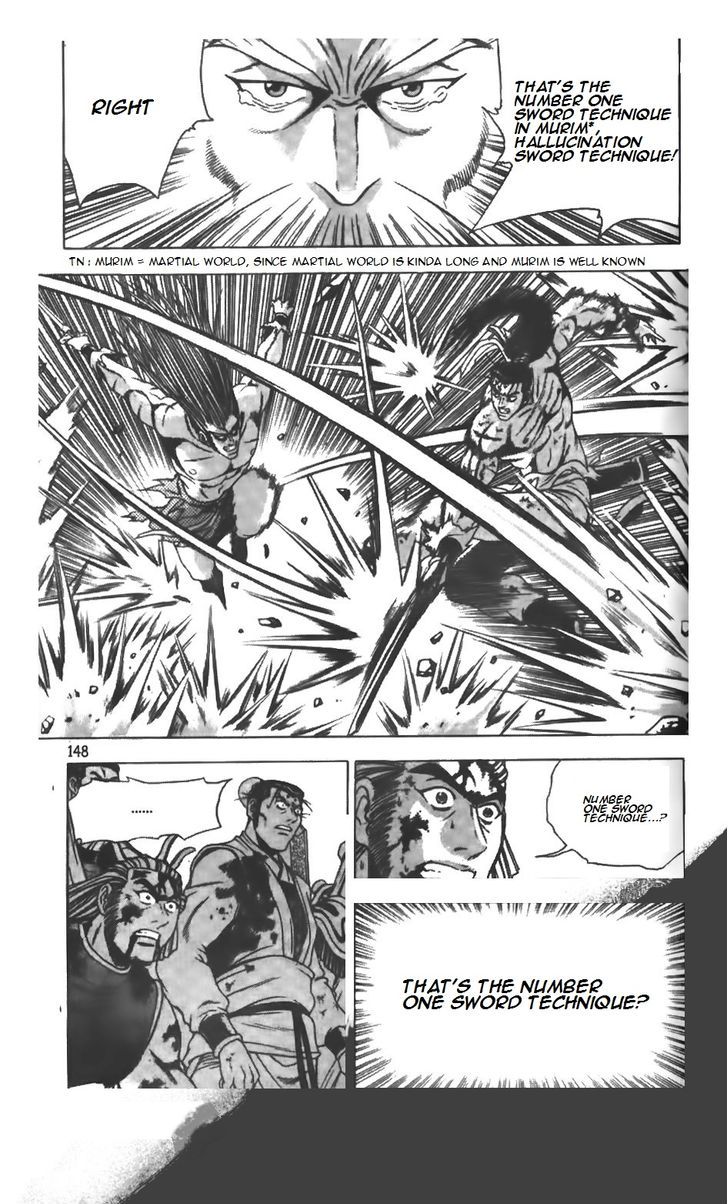 RIGHT
THAT'S THE
NUMBER ONE
SWORD TECHNIQUE
IN MURIM*,
HALLUCINATION
SWORD TECHNIQUE!
TN : MURIM = MARTIAL WORLD, SINCE MARTIAL WORLD IS KINDA LONG AND MURIM IS WELL KNOWN
148
......
NUMBER
ONE SWORD
TECHNIQUE...?
THAT'S THE NUMBER
ONE SWORD TECHNIQUE?